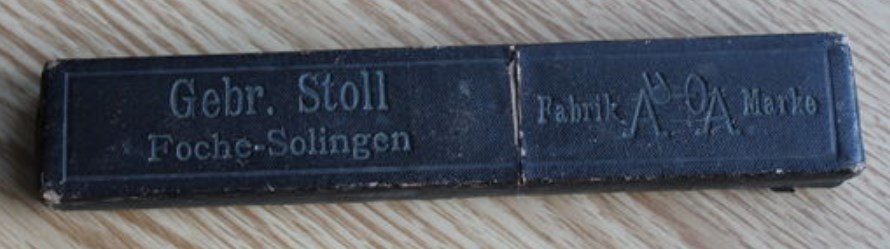 Gebr. Stoll
Foche-Solingen
Fabrik Marke